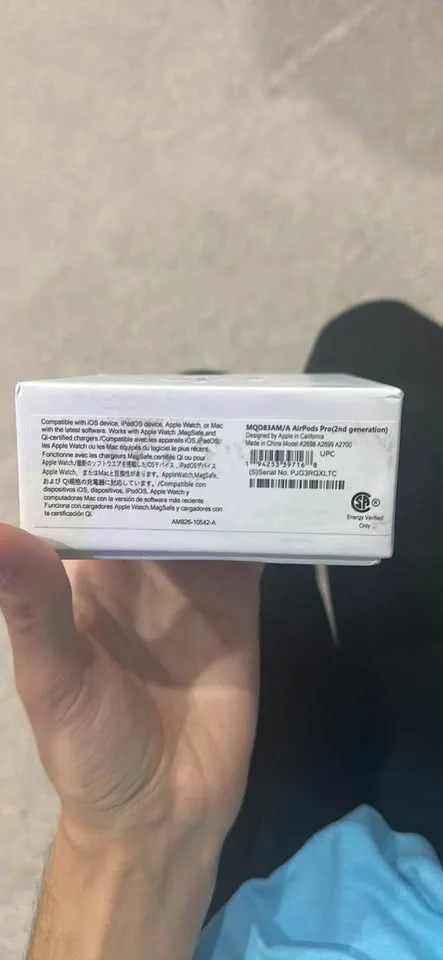 Compatible with iOS device, iPadOS device, Apple Watch, or Mac
with the latest software. Works with Apple Watch ,MagSafe,and
Qi-certified chargers./Compatible avec les appareils iOS,iPadOS)
les Apple Watch ou les Mac équipés du logiciel le plus récent.
Fonctionne avec les chargeurs MagSafe,certifiés Qi ou pour
Apple Watch/最新のソフトウエアを搭載したiOSデバイス,iPadOSデバイス
Apple Watch, またはMacと互換性があります。AppleWatch,MagSafe,
および Qi規格の充電器に対応しています。/Compatible con
dispositivos iOS, dispositivos, iPodOS, Apple Watch y
computadoras Mac con la versión de software más reciente
Funciona con.cargadores Apple Watch,MagSafe y cargadores con
ta certificación Qi.
AM826-10542-A
MQD83AM/A AirPods Pro(2nd generation)
Designed by Apple in California
Made in China Model A2698 A2699 A2700
UPC
1 94253 39716 8
(S)Serial No: PJG3RGXLTC
SP
Energy Verified
Only